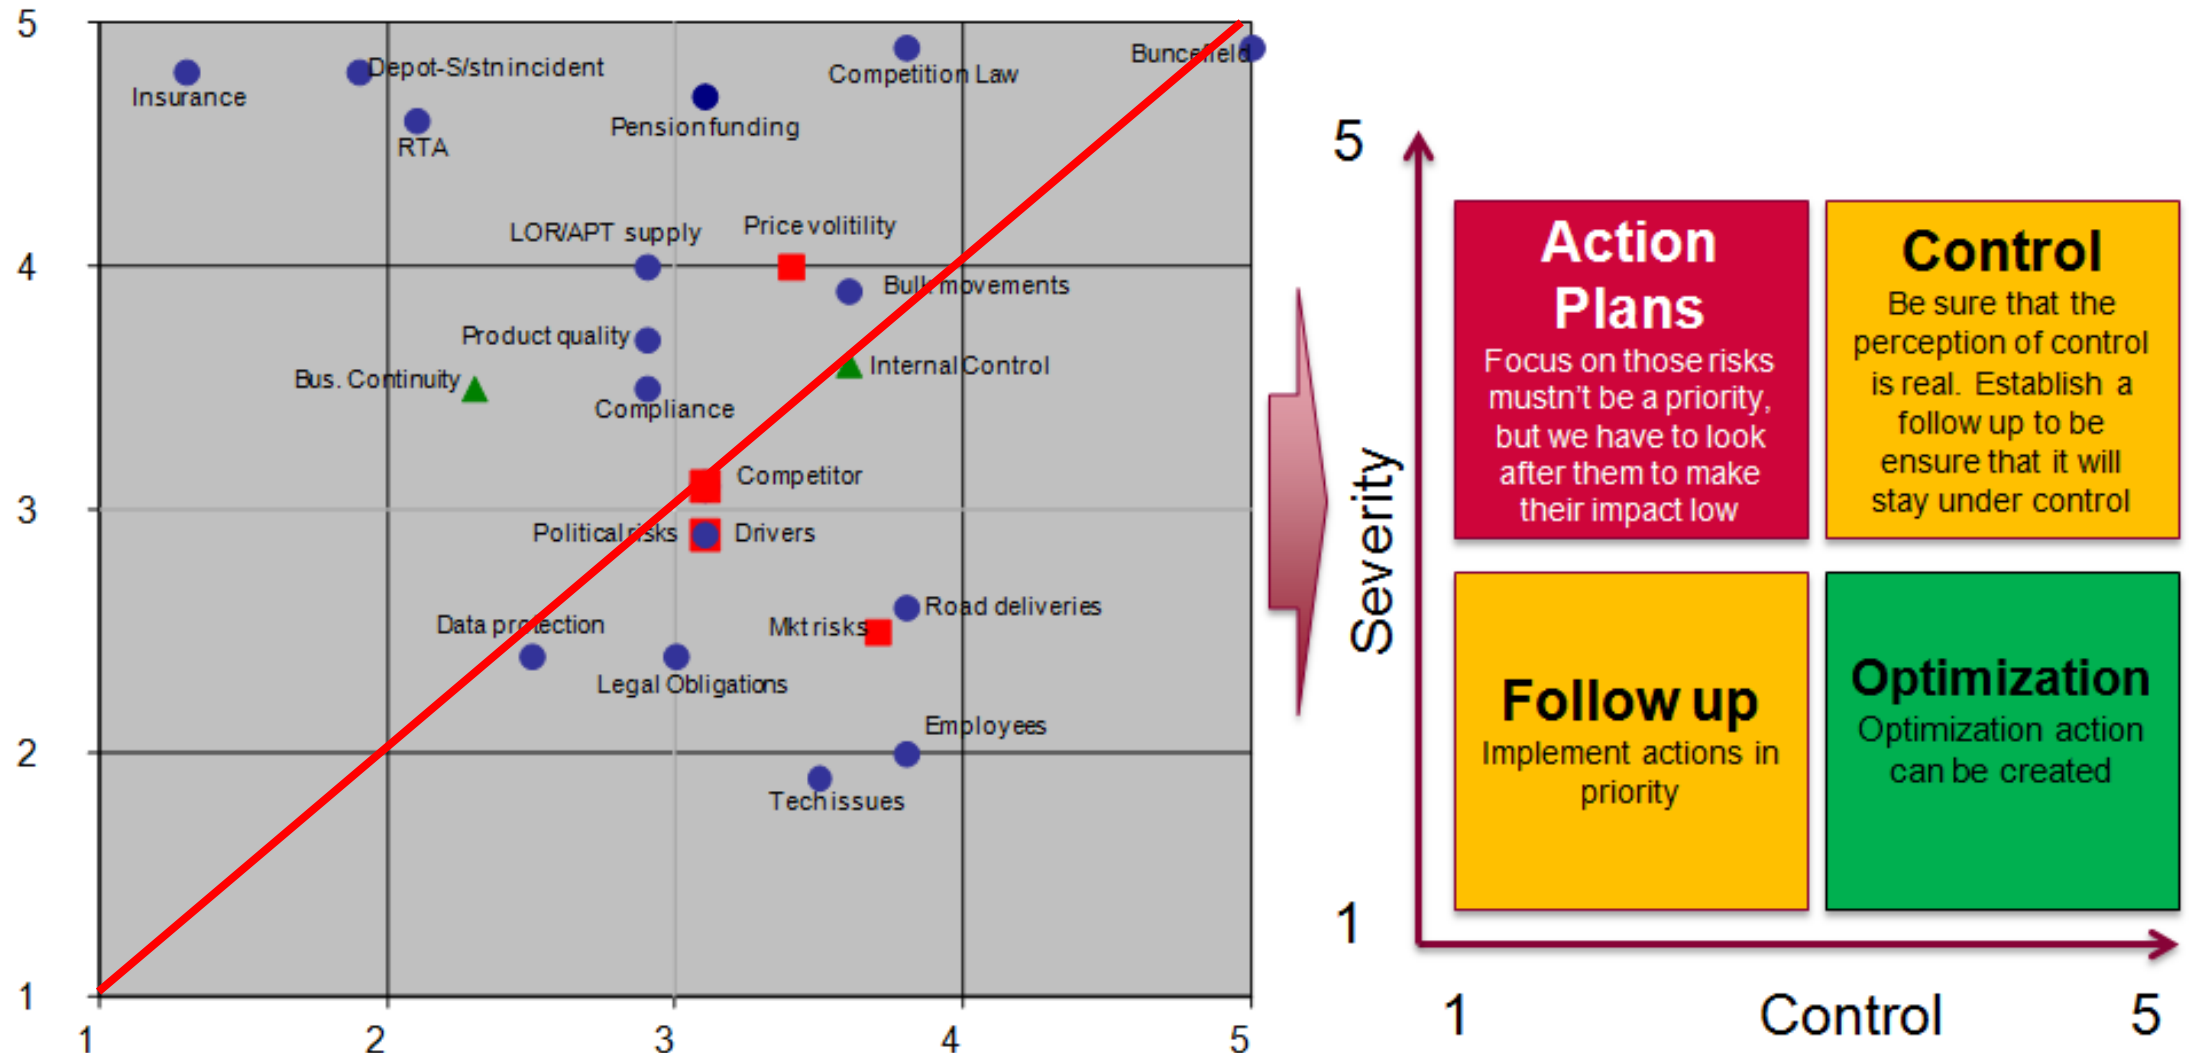 5
Depot-S/stn incident
Insurance
RTA
Pension funding
Competition Law
Buncefield
LOR/APT supply
Price volitility
4
Bulk movements
Product quality
Bus. Continuity
Internal Control
Compliance
Competitor
3
Political risks
Drivers
Road deliveries
Data protection
Mkt risks
Legal Obligations
Employees
2
Tech issues
1
1
2
3
4
5
5
Severity
1
1
Control
5
Action
Plans
Focus on those risks
mustn't be a priority,
but we have to look
after them to make
their impact low
Control
Be sure that the
perception of control
is real. Establish a
follow up to be
ensure that it will
stay under control
Follow up
Implement actions in
priority
Optimization
Optimization action
can be created